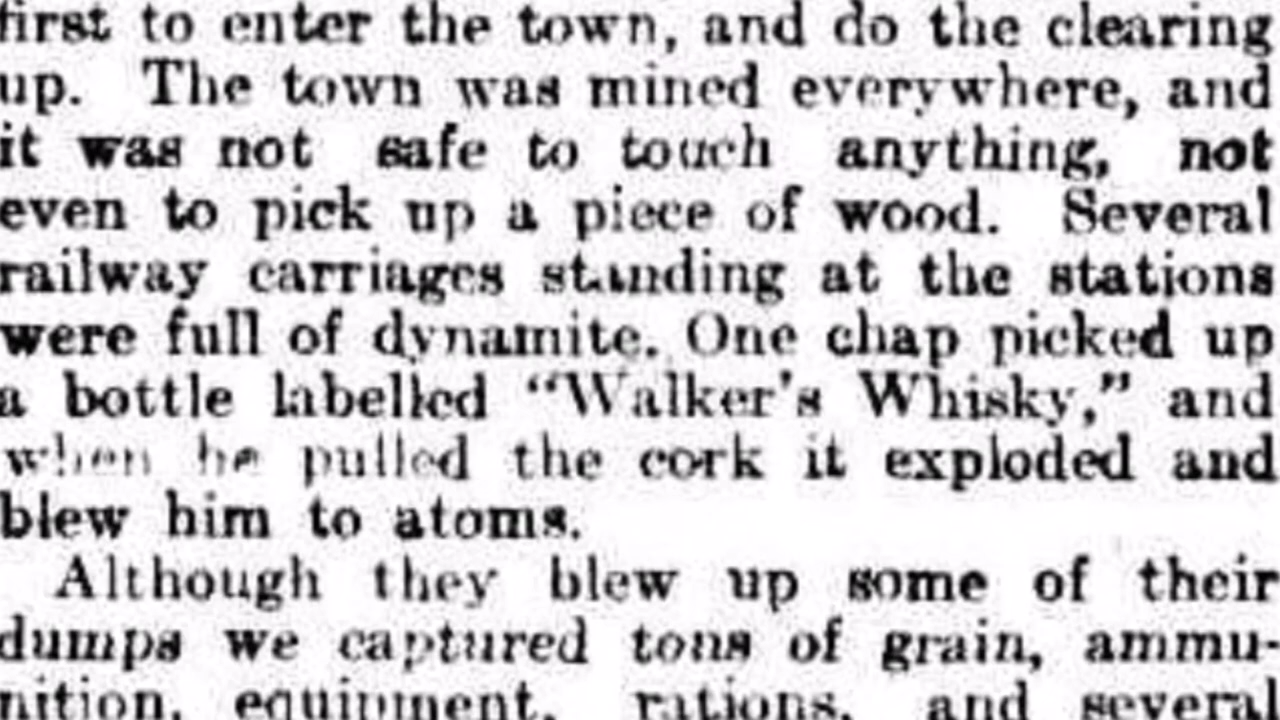 first to enter the town, and do the clearing
up. The town was mined everywhere, and
it was not safe to touch anything, not
even to pick up a piece of wood. Several
railway carriages standing at the stations
were full of dynamite. One chap picked up
a bottle labelled "Walker's Whisky," and
when he pulled the cork it exploded and
blew him to atoms.
Although they blew up some of their
dumps we captured tons of grain, ammu-
nition, equipment, rations, and several